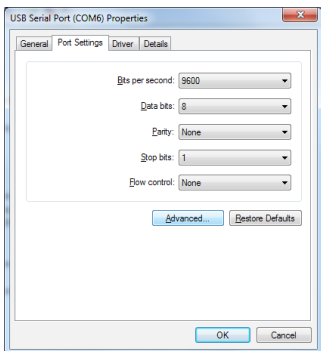 USB Serial Port (COM6) Properties
General Port Settings Driver Details
Bits per second: 9600
Data bits: 8
Parity: None
Stop bits: 1
Flow control: None
Advanced... Restore Defaults
OK Cancel